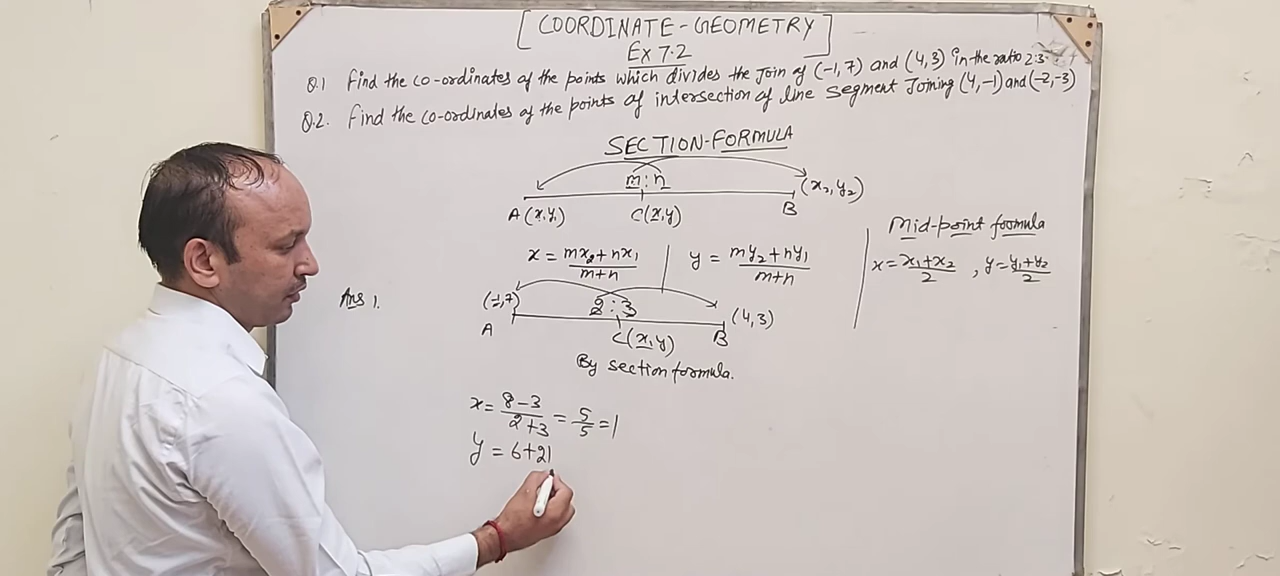 [COORDINATE-GEOMETRY]
EX 7.2
Q.1 Find the co-ordinates of the points which divides the Join of (-1,7) and (4,3) in the ratio 2:3.
Q.2. Find the co-ordinates of the points of intersection of line segment Joining (4,-1) and (-2,-3)
SECTION-FORMULA
m:n
(x₂,y₂)
A(x,y₁) C(x,y) B
x = mx₂+nx₁/m+n | y = my₂+ny₁/m+n
Mid-point formula
x = x₁+x₂/2 , y = y₁+y₂/2
Ans 1.
(-1,7) 2:3 (4,3)
A C(x,y) B
By section formula.
x = 8-3/2+3 = 5/5 = 1
y = 6+21